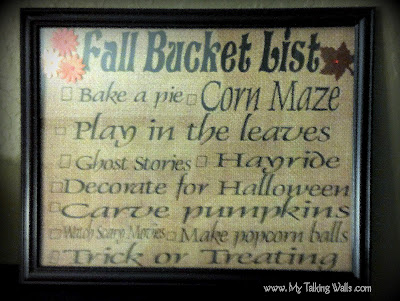 Fall Bucket List
Bake a pie Corn Maze
Play in the leaves
Ghost Stories Hayride
Decorate for Halloween
Carve pumpkins
Watch Scary Movies Make popcorn balls
Trick or Treating
www.My Talking Walls.com